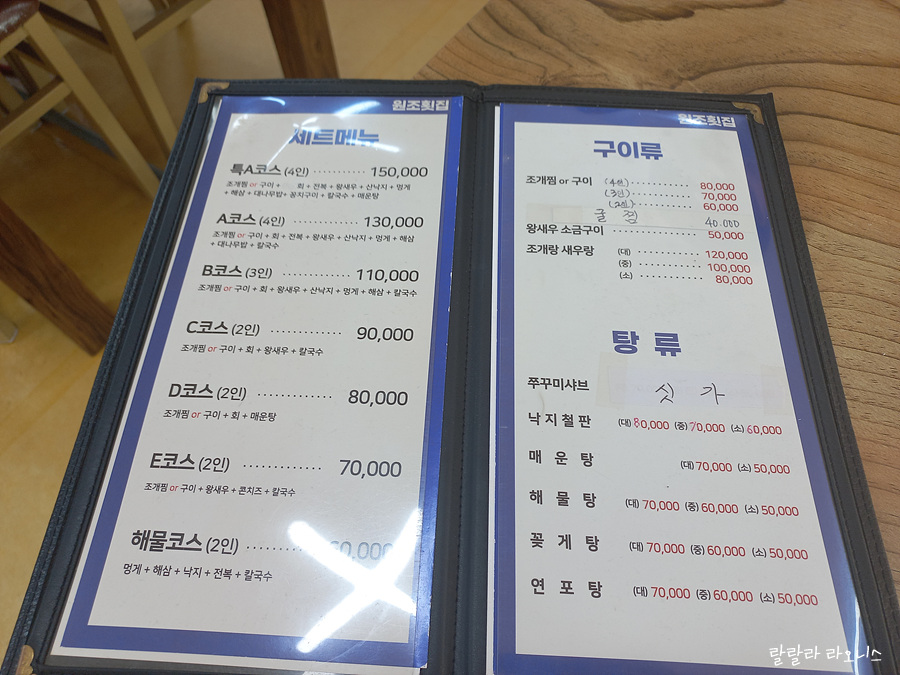 원조횟집
세트메뉴
특A코스 (4인) ········ 150,000
조개찜 or 구이 + 회 + 전복 + 왕새우 + 산낙지 + 멍게
+ 해삼 + 대나무밥 + 꽁치구이 + 칼국수 + 매운탕
A코스 (4인) ············ 130,000
조개찜 or 구이 + 회 + 전복 + 왕새우 + 산낙지 + 멍게 + 해삼
+ 대나무밥 + 칼국수
B코스 (3인) ············ 110,000
조개찜 or 구이 + 회 + 왕새우 + 산낙지 + 멍게 + 해삼 + 칼국수
C코스 (2인) ············ 90,000
조개찜 or 구이 + 회 + 왕새우 + 칼국수
D코스 (2인) ············· 80,000
조개찜 or 구이 + 회 + 매운탕
E코스 (2인) ············· 70,000
조개찜 or 구이 + 왕새우 + 콘치즈 + 칼국수
해물코스 (2인) ········ 60,000
멍게 + 해삼 + 낙지 + 전복 + 칼국수
원조횟집
구이류
조개찜 or 구이 (4인) ··········· 80,000
(3인) ··········· 70,000
(2인) ··········· 60,000
굴 찜 40.000
왕새우 소금구이 ················ 50,000
조개랑 새우랑 (대) ··········· 120,000
(중) ··········· 100,000
(소) ··········· 80,000
탕 류
쭈꾸미샤브 싯 가
낙지철판 (대) 80,000 (중) 70,000 (소) 60,000
매 운 탕 (대) 70,000 (소) 50,000
해 물 탕 (대) 70,000 (중) 60,000 (소) 50,000
꽃 게 탕 (대) 70,000 (중) 60,000 (소) 50,000
연 포 탕 (대) 70,000 (중) 60,000 (소) 50,000
랄랄라 라오니스